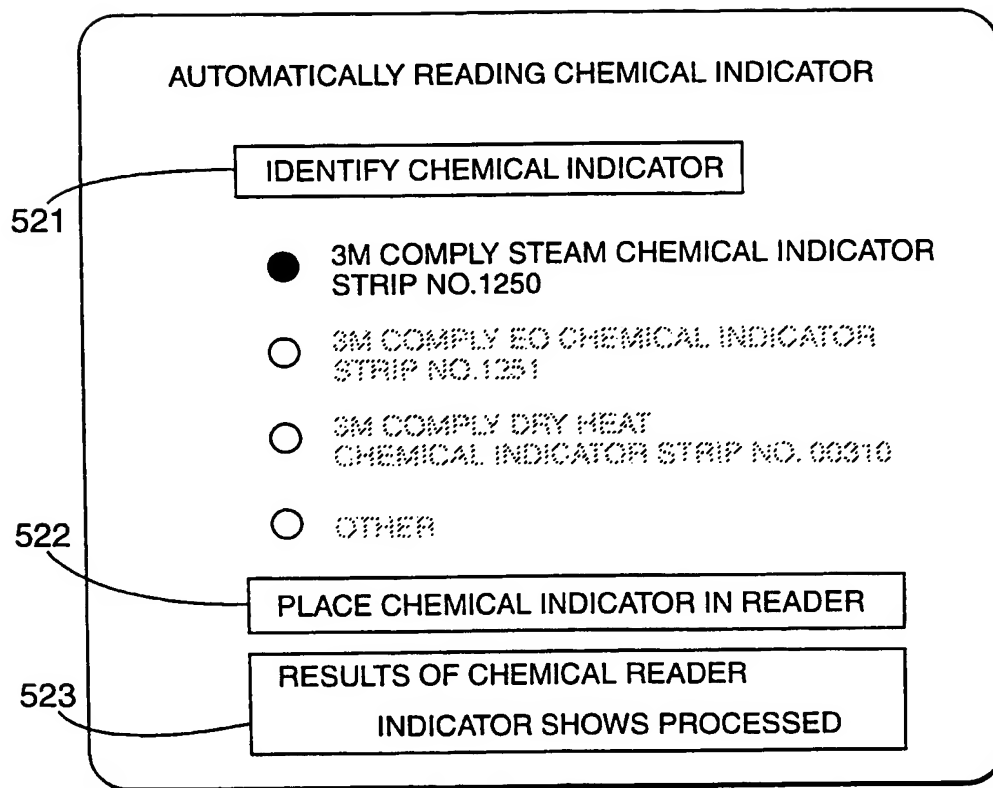 AUTOMATICALLY READING CHEMICAL INDICATOR
IDENTIFY CHEMICAL INDICATOR
521
3M COMPLY STEAM CHEMICAL INDICATOR
STRIP NO.1250
3M COMPLY EO CHEMICAL INDICATOR
STRIP NO.1251
3M COMPLY DRY HEAT
CHEMICAL INDICATOR STRIP NO. 00310
OTHER
522
PLACE CHEMICAL INDICATOR IN READER
RESULTS OF CHEMICAL READER
523
INDICATOR SHOWS PROCESSED